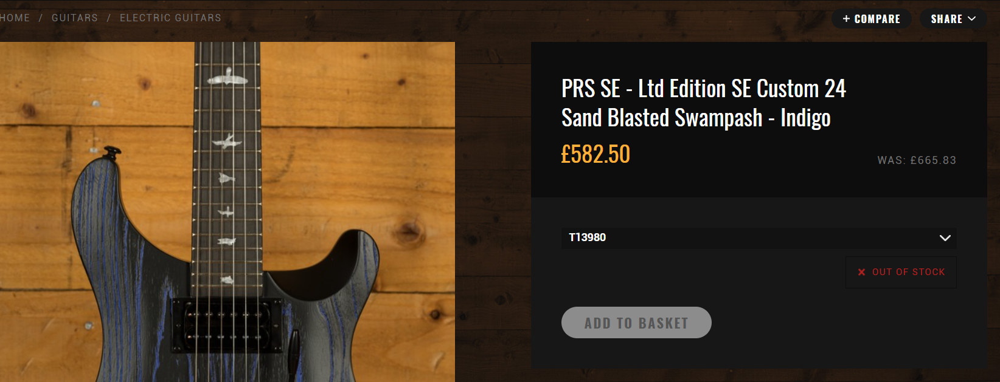 HOME / GUITARS / ELECTRIC GUITARS
+ COMPARE
SHARE
PRS SE - Ltd Edition SE Custom 24
Sand Blasted Swampash - Indigo
£582.50
WAS: £665.83
T13980
OUT OF STOCK
ADD TO BASKET